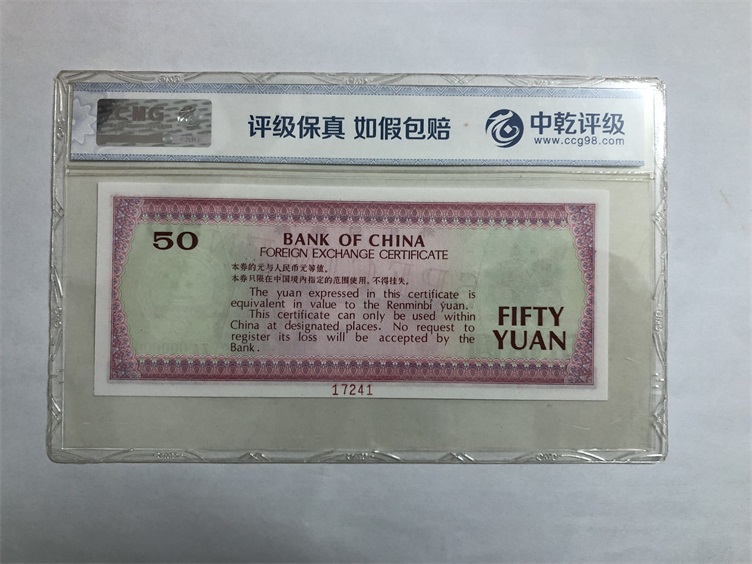 CMG
评级保真 如假包赔
中乾评级
www.ccg98.com
50
BANK OF CHINA
FOREIGN EXCHANGE CERTIFICATE
本券的元与人民币元等值。
本券只限在中国境内指定的范围使用，不得挂失。
The yuan expressed in this certificate is
equivalent in value to the Renminbi yuan.
This certificate can only be used within
China at designated places. No request to
register its loss will be accepted by the
Bank.
FIFTY
YUAN
17241